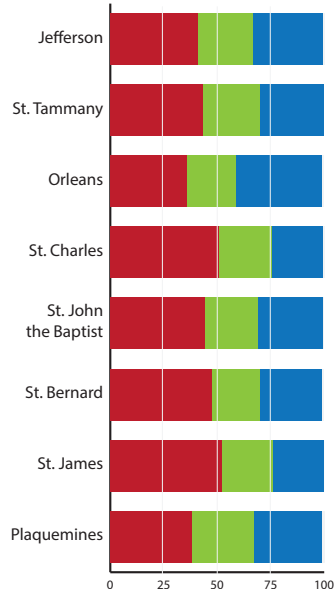 Jefferson
St. Tammany
Orleans
St. Charles
St. John
the Baptist
St. Bernard
St. James
Plaquemines
0 25 50 75 100